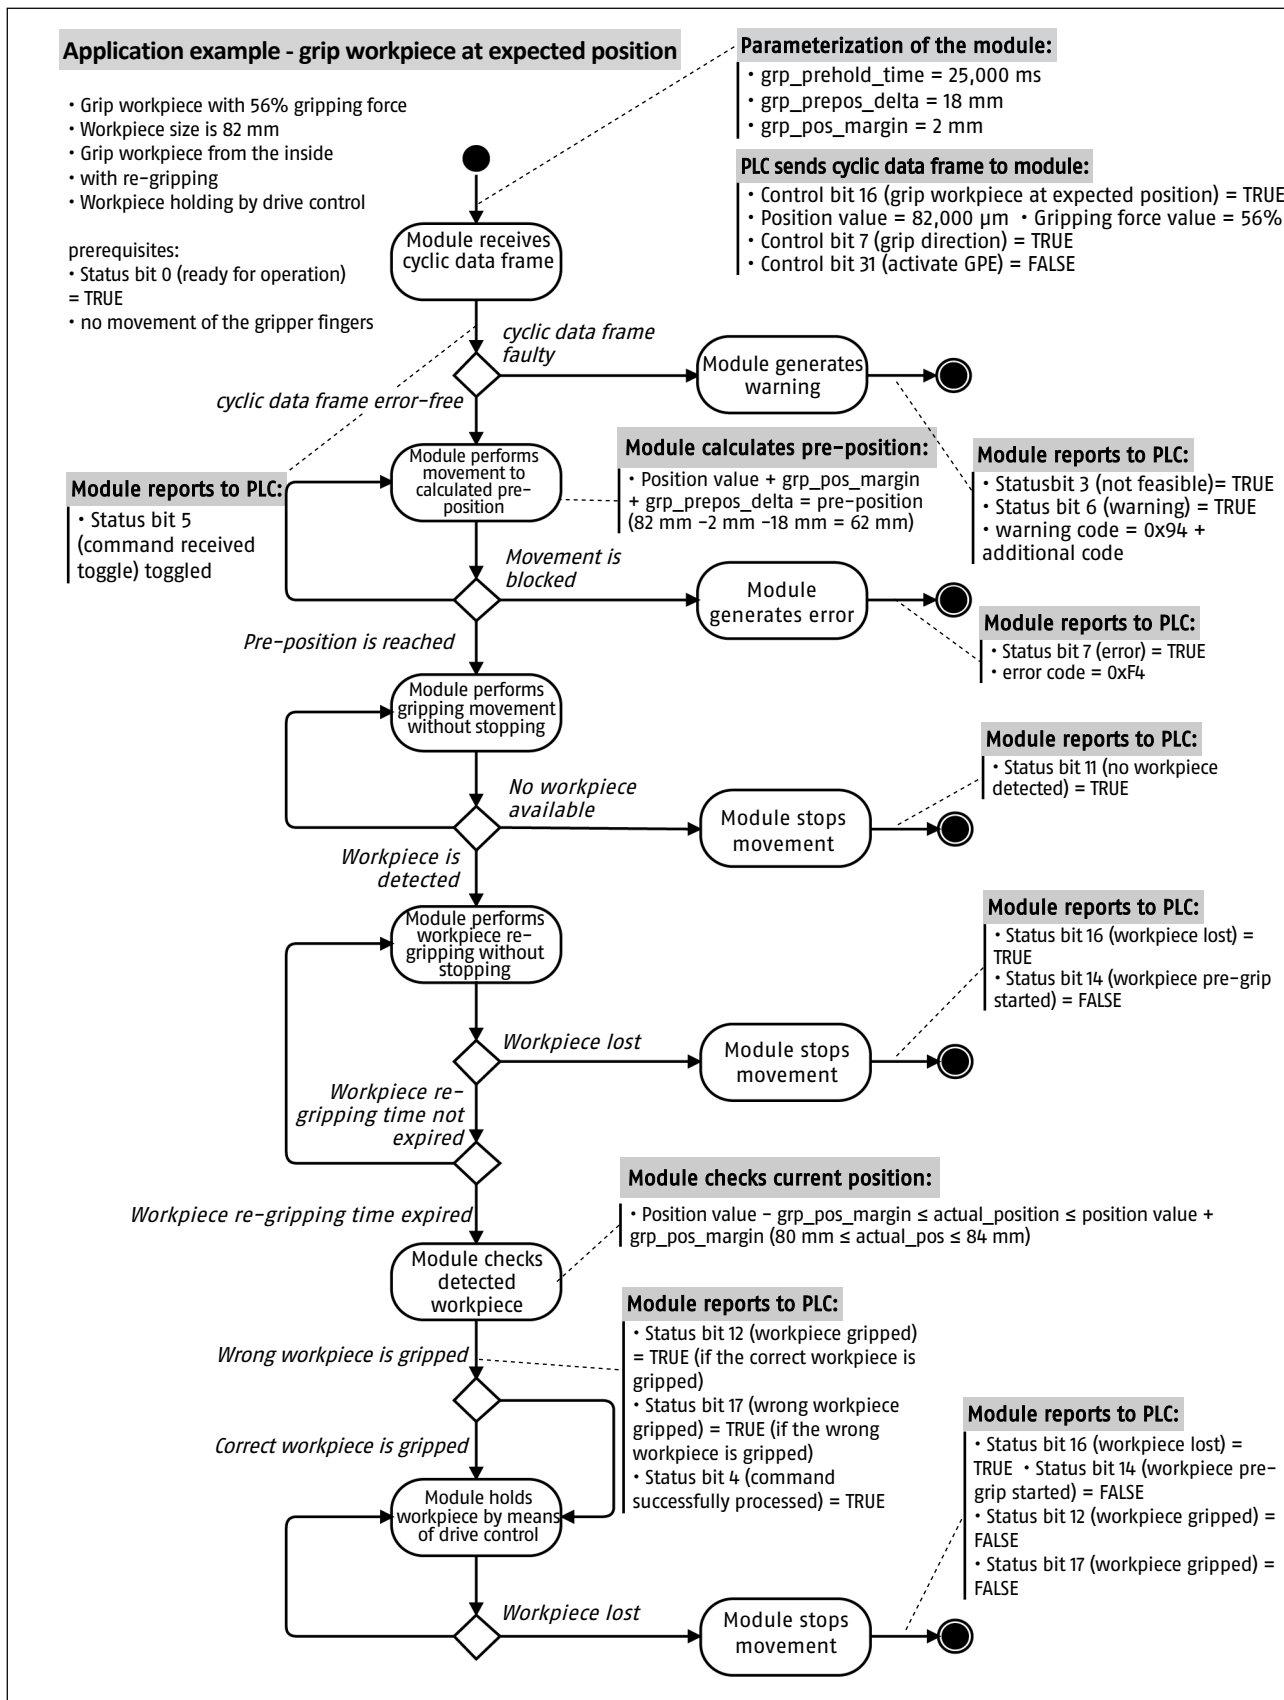 Application example - grip workpiece at expected position
• Grip workpiece with 56% gripping force
• Workpiece size is 82 mm
• Grip workpiece from the inside
• with re-gripping
• Workpiece holding by drive control
prerequisites:
• Status bit 0 (ready for operation)
= TRUE
• no movement of the gripper fingers
Parameterization of the module:
• grp_prehold_time = 25,000 ms
• grp_prepos_delta = 18 mm
• grp_pos_margin = 2 mm
PLC sends cyclic data frame to module:
• Control bit 16 (grip workpiece at expected position) = TRUE
• Position value = 82,000 µm • Gripping force value = 56%
• Control bit 7 (grip direction) = TRUE
• Control bit 31 (activate GPE) = FALSE
Module receives
cyclic data frame
cyclic data frame
faulty
Module generates
warning
cyclic data frame error-free
Module reports to PLC:
• Statusbit 3 (not feasible)= TRUE
• Status bit 6 (warning) = TRUE
• warning code = 0x94 +
additional code
Module reports to PLC:
• Status bit 5
(command received
toggle) toggled
Module performs
movement to
calculated pre-
position
Module calculates pre-position:
• Position value + grp_pos_margin
+ grp_prepos_delta = pre-position
(82 mm -2 mm -18 mm = 62 mm)
Movement is
blocked
Module
generates error
Module reports to PLC:
• Status bit 7 (error) = TRUE
• error code = 0xF4
Pre-position is reached
Module performs
gripping movement
without stopping
No workpiece
available
Module stops
movement
Module reports to PLC:
• Status bit 11 (no workpiece
detected) = TRUE
Workpiece is
detected
Module performs
workpiece re-
gripping without
stopping
Workpiece lost
Module stops
movement
Module reports to PLC:
• Status bit 16 (workpiece lost) =
TRUE
• Status bit 14 (workpiece pre-grip
started) = FALSE
Workpiece re-
gripping time not
expired
Workpiece re-gripping time expired
Module checks current position:
• Position value - grp_pos_margin ≤ actual_position ≤ position value +
grp_pos_margin (80 mm ≤ actual_pos ≤ 84 mm)
Module checks
detected
workpiece
Module reports to PLC:
• Status bit 12 (workpiece gripped)
= TRUE (if the correct workpiece is
gripped)
• Status bit 17 (wrong workpiece
gripped) = TRUE (if the wrong
workpiece is gripped)
• Status bit 4 (command
successfully processed) = TRUE
Wrong workpiece is gripped
Correct workpiece is gripped
Module holds
workpiece by means
of drive control
Workpiece lost
Module stops
movement
Module reports to PLC:
• Status bit 16 (workpiece lost) =
TRUE • Status bit 14 (workpiece pre-
grip started) = FALSE
• Status bit 12 (workpiece gripped) =
FALSE
• Status bit 17 (workpiece gripped) =
FALSE